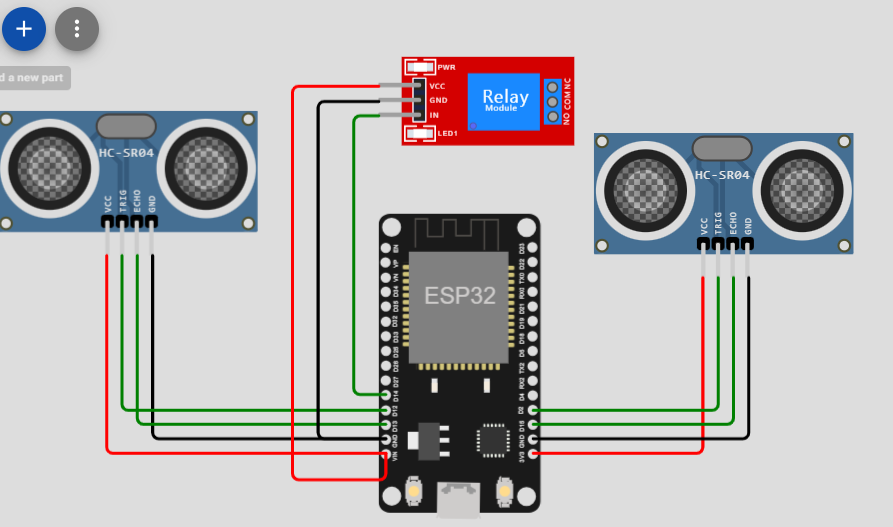 +
d a new part
PWR
VCC
GND
IN
LED1
Relay
Module
NO COM NC
HC-SR04
VCC
TRIG
ECHO
GND
HC-SR04
VCC
TRIG
ECHO
GND
ESP32
EN
VP
VN
D34
D35
D32
D33
D25
D26
D27
D14
D12
D13
GND
VIN
D23
D22
TX0
RX0
D21
D19
D18
D5
TX2
RX2
D4
D2
D15
GND
3V3